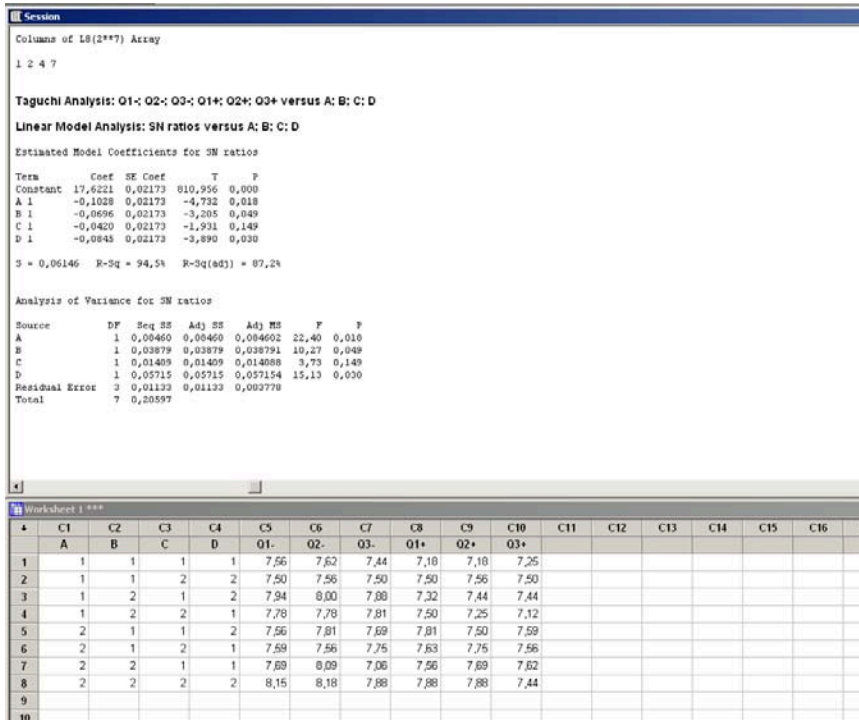 Session
Columns of L8(2**7) Array
1 2 4 7
Taguchi Analysis: Q1-; Q2-; Q3-; Q1+; Q2+; Q3+ versus A; B; C; D
Linear Model Analysis: SN ratios versus A; B; C; D
Estimated Model Coefficients for SN ratios
Term Coef SE Coef T P
Constant 17,6221 0,02173 810,956 0,000
A 1 -0,1028 0,02173 -4,732 0,018
B 1 -0,0696 0,02173 -3,205 0,049
C 1 -0,0420 0,02173 -1,931 0,149
D 1 -0,0845 0,02173 -3,890 0,030
S = 0,06146 R-Sq = 94,5% R-Sq(adj) = 87,2%
Analysis of Variance for SN ratios
Source DF Seq SS Adj SS Adj MS F P
A 1 0,08460 0,08460 0,084602 22,40 0,018
B 1 0,03879 0,03879 0,038791 10,27 0,049
C 1 0,01409 0,01409 0,014088 3,73 0,149
D 1 0,05715 0,05715 0,057154 15,13 0,030
Residual Error 3 0,01133 0,01133 0,003778
Total 7 0,20597
Worksheet 1 ***
C1 C2 C3 C4 C5 C6 C7 C8 C9 C10 C11 C12 C13 C14 C15 C16
A B C D Q1- Q2- Q3- Q1+ Q2+ Q3+
1 1 1 1 1 7,56 7,62 7,44 7,18 7,18 7,25
2 1 1 2 2 7,50 7,56 7,50 7,50 7,56 7,50
3 1 2 1 2 7,94 8,00 7,88 7,32 7,44 7,44
4 1 2 2 1 7,78 7,78 7,81 7,50 7,25 7,12
5 2 1 1 2 7,56 7,81 7,69 7,81 7,50 7,59
6 2 1 2 1 7,59 7,56 7,75 7,63 7,75 7,56
7 2 2 1 1 7,69 8,09 7,06 7,56 7,69 7,62
8 2 2 2 2 8,15 8,18 7,88 7,88 7,88 7,44
9
10